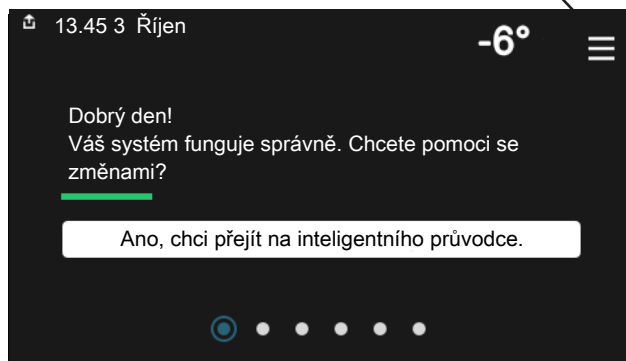 13.45 3 Říjen
-6°
Dobrý den!
Váš systém funguje správně. Chcete pomoci se
změnami?
Ano, chci přejít na inteligentního průvodce.